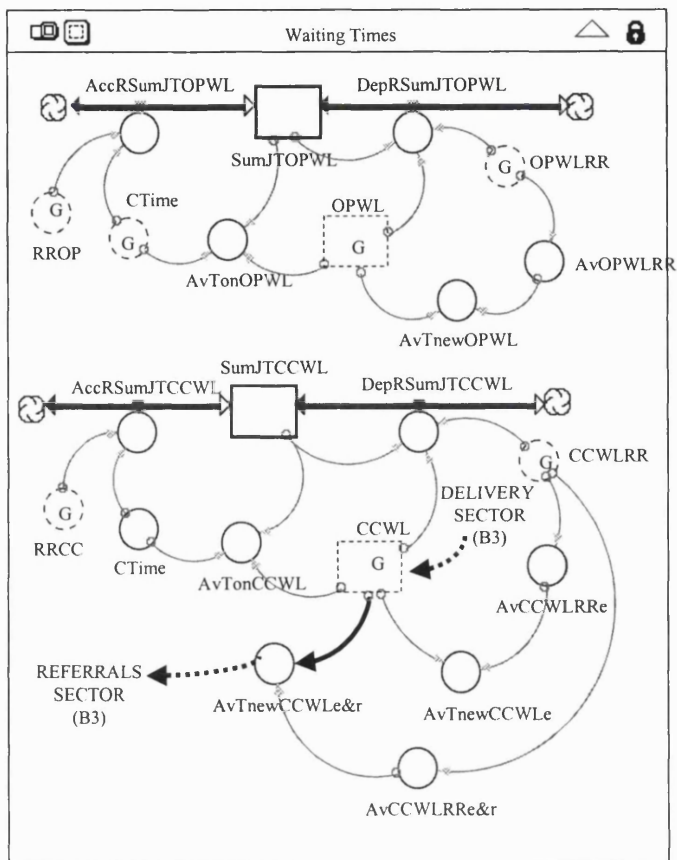 Waiting Times
AccRSumJTOPWL
DepRSumJTOPWL
SumJTOPWL
G
OPWLRR
CTime
OPWL
G
RROP
G
G
AvTonOPWL
AvOPWLRR
AvTnewOPWL
SumJTCCWL
AccRSumJTCCWL
DepRSumJTCCWL
G
CCWLRR
DELIVERY
SECTOR
(B3)
G
RRCC
CTime
CCWL
G
AvTonCCWL
AvCCWLRRe
REFERRALS
SECTOR
(B3)
AvTnewCCWLe&r
AvTnewCCWLe
AvCCWLRRe&r